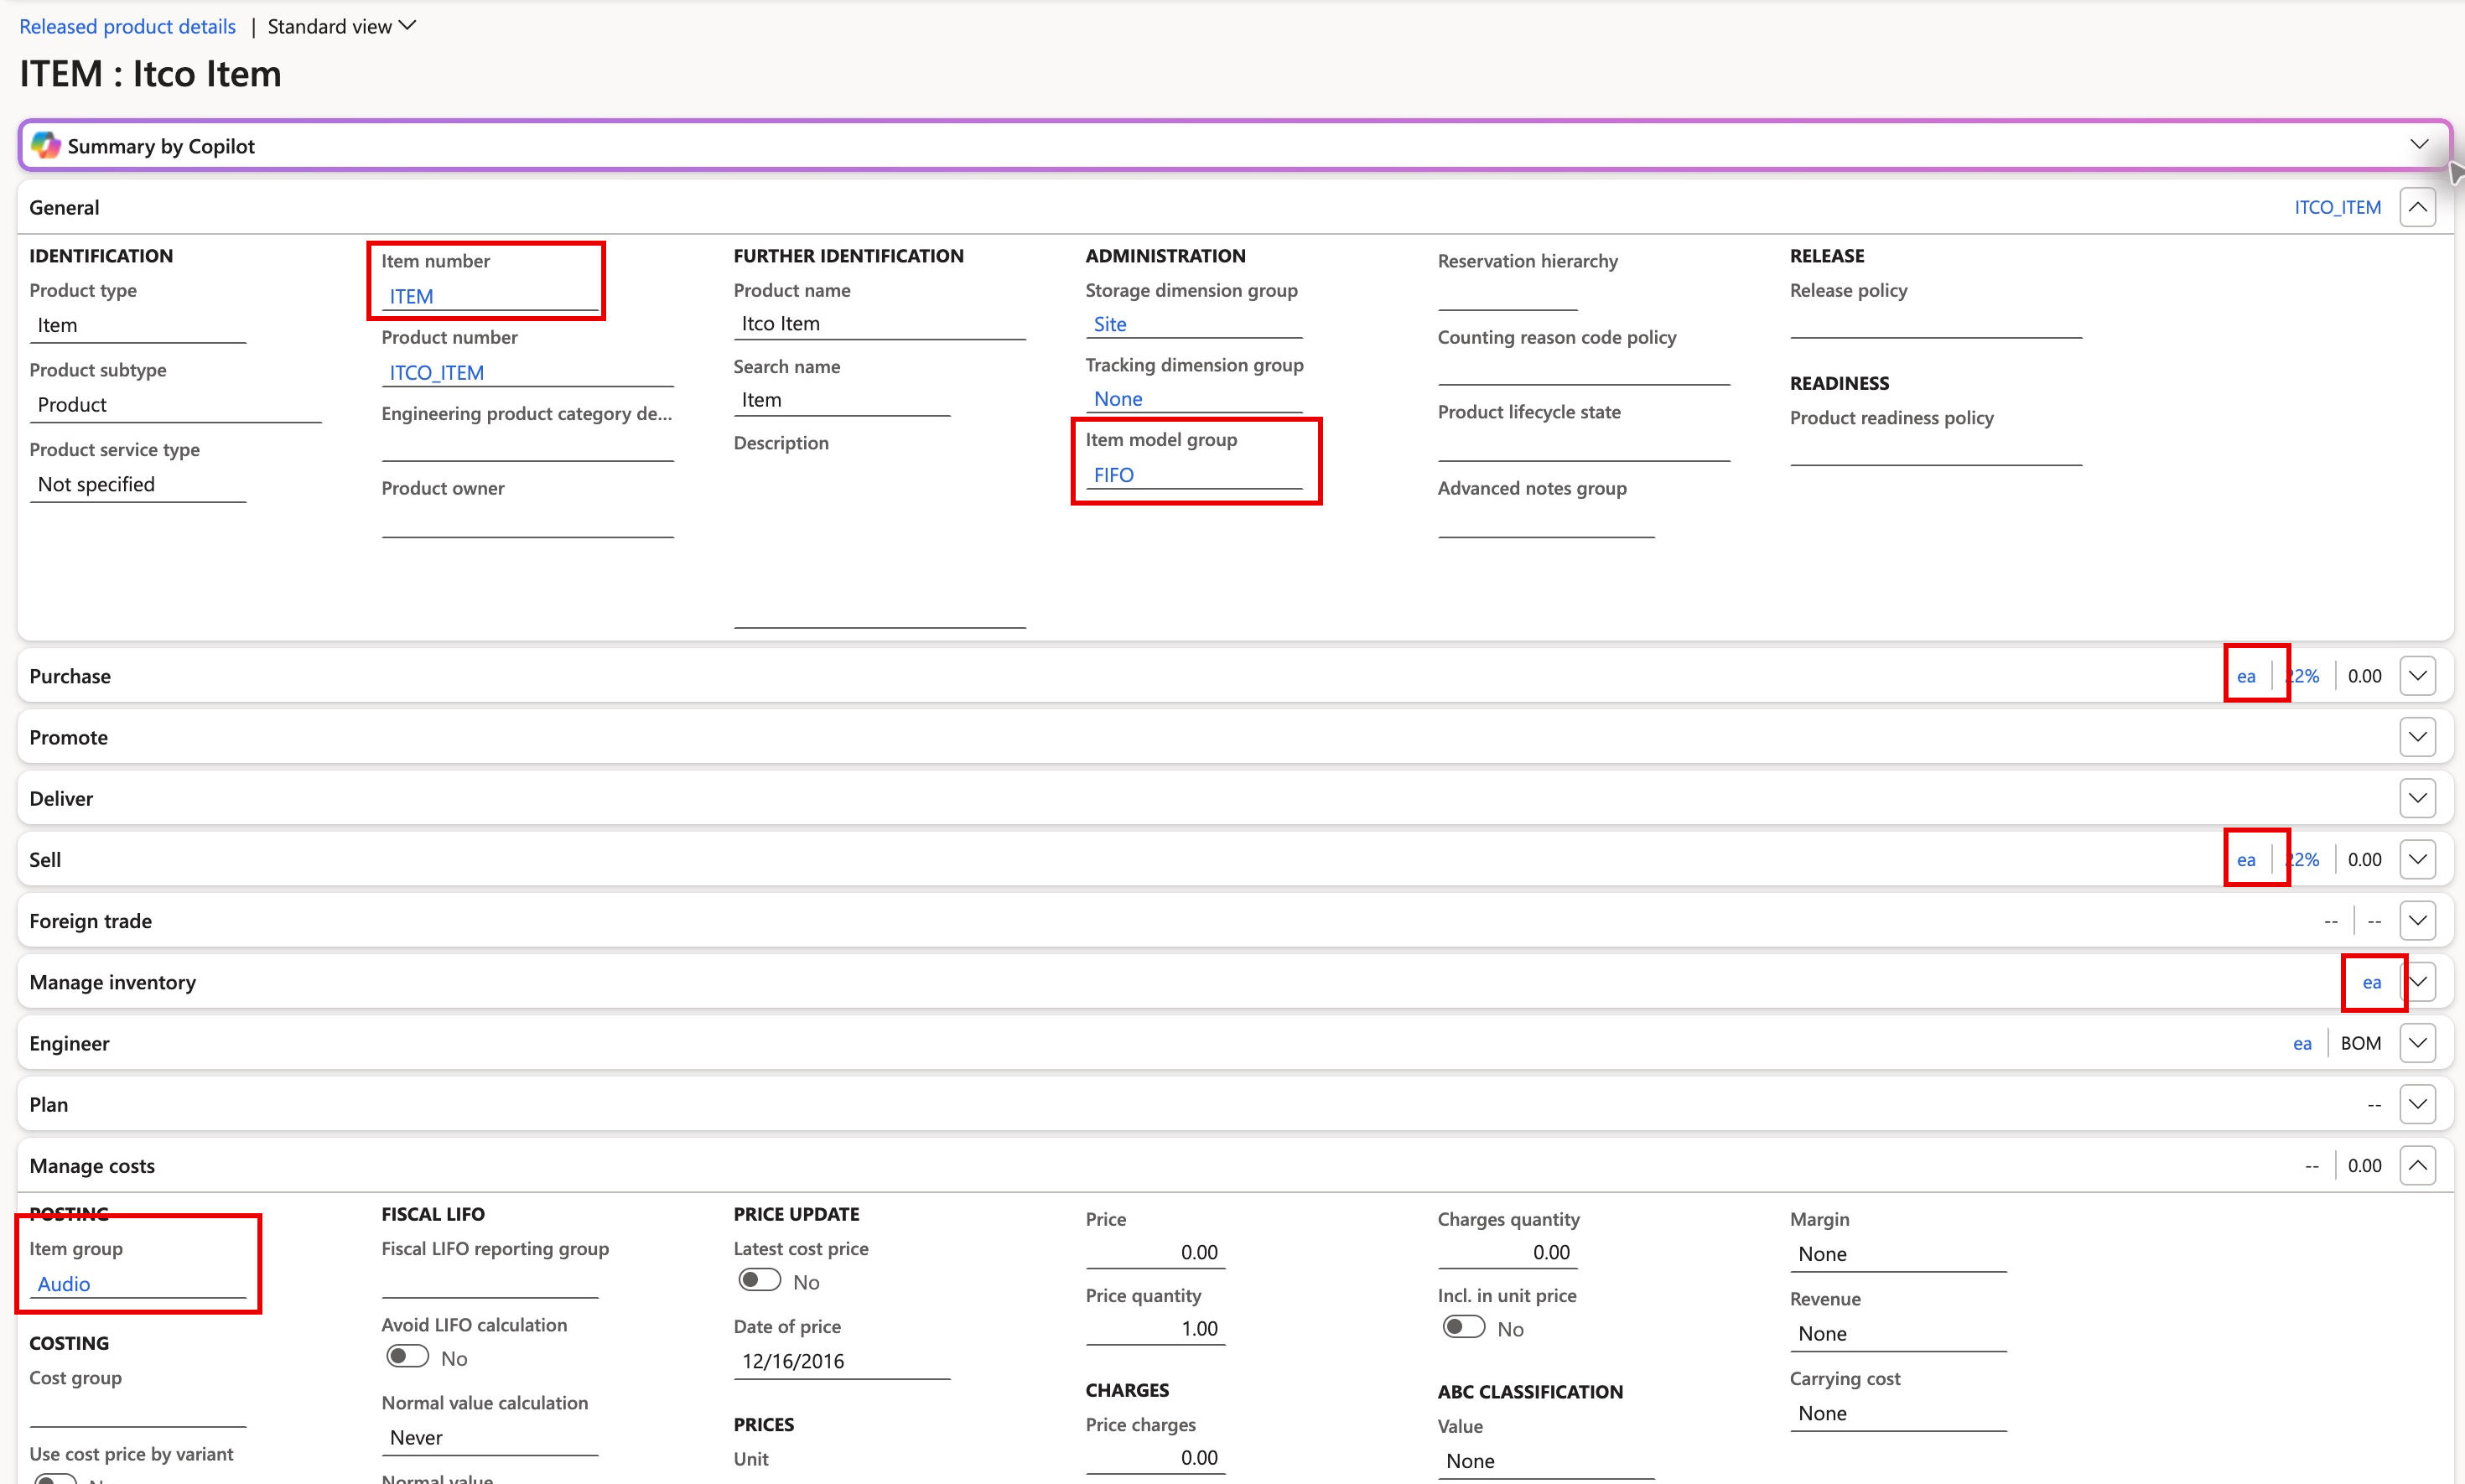 Released product details | Standard view
ITEM : Itco Item
Summary by Copilot
General
ITCO_ITEM
IDENTIFICATION
Product type
Item
Product subtype
Product
Product service type
Not specified
Item number
ITEM
Product number
ITCO_ITEM
Engineering product category de...
Product owner
FURTHER IDENTIFICATION
Product name
Itco Item
Search name
Item
Description
ADMINISTRATION
Storage dimension group
Site
Tracking dimension group
None
Item model group
FIFO
Reservation hierarchy
Counting reason code policy
Product lifecycle state
Advanced notes group
RELEASE
Release policy
READINESS
Product readiness policy
Purchase
ea | 22% | 0.00
Promote
Deliver
Sell
ea | 22% | 0.00
Foreign trade
-- | --
Manage inventory
ea
Engineer
ea | BOM
Plan
--
Manage costs
-- | 0.00
POSTING
Item group
Audio
COSTING
Cost group
Use cost price by variant
FISCAL LIFO
Fiscal LIFO reporting group
Avoid LIFO calculation
No
Normal value calculation
Never
Normal value
PRICE UPDATE
Latest cost price
No
Date of price
12/16/2016
PRICES
Unit
Price
0.00
Price quantity
1.00
CHARGES
Price charges
0.00
Charges quantity
0.00
Incl. in unit price
No
ABC CLASSIFICATION
Value
None
Margin
None
Revenue
None
Carrying cost
None